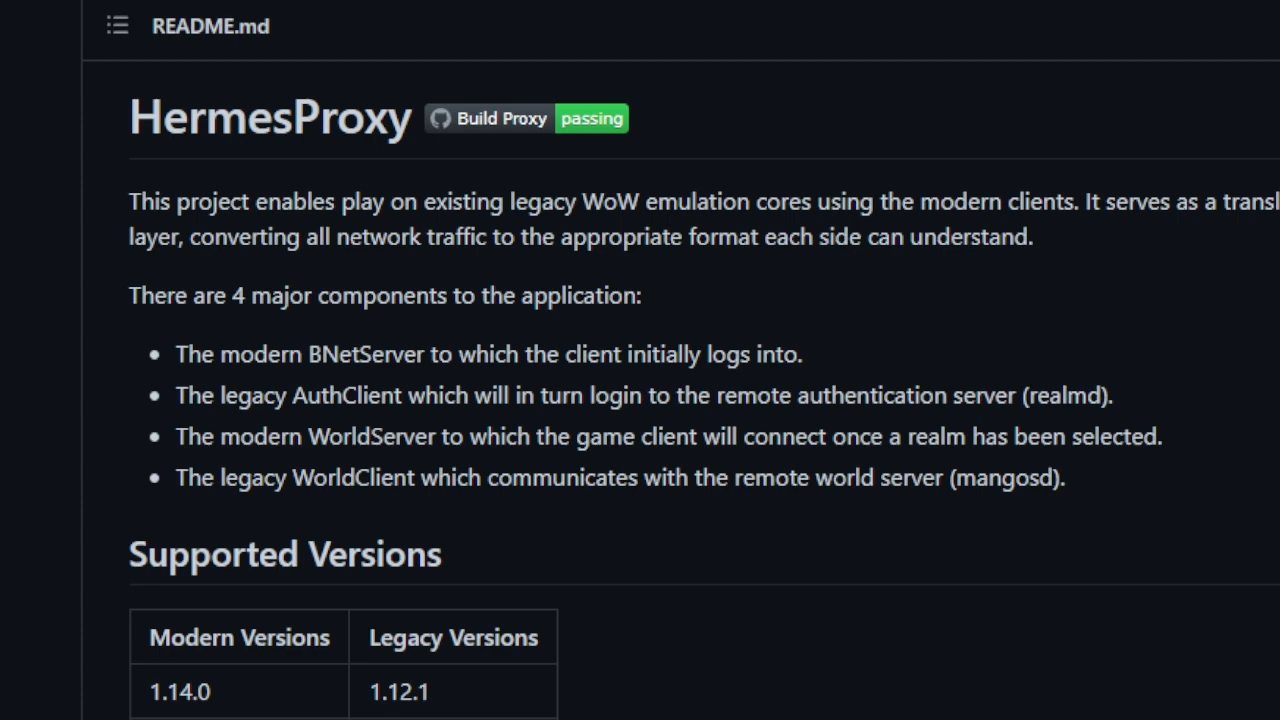 README.md
HermesProxy Build Proxy passing
This project enables play on existing legacy WoW emulation cores using the modern clients. It serves as a transl
layer, converting all network traffic to the appropriate format each side can understand.
There are 4 major components to the application:
• The modern BNetServer to which the client initially logs into.
• The legacy AuthClient which will in turn login to the remote authentication server (realmd).
• The modern WorldServer to which the game client will connect once a realm has been selected.
• The legacy WorldClient which communicates with the remote world server (mangosd).
Supported Versions
Modern Versions Legacy Versions
1.14.0 1.12.1